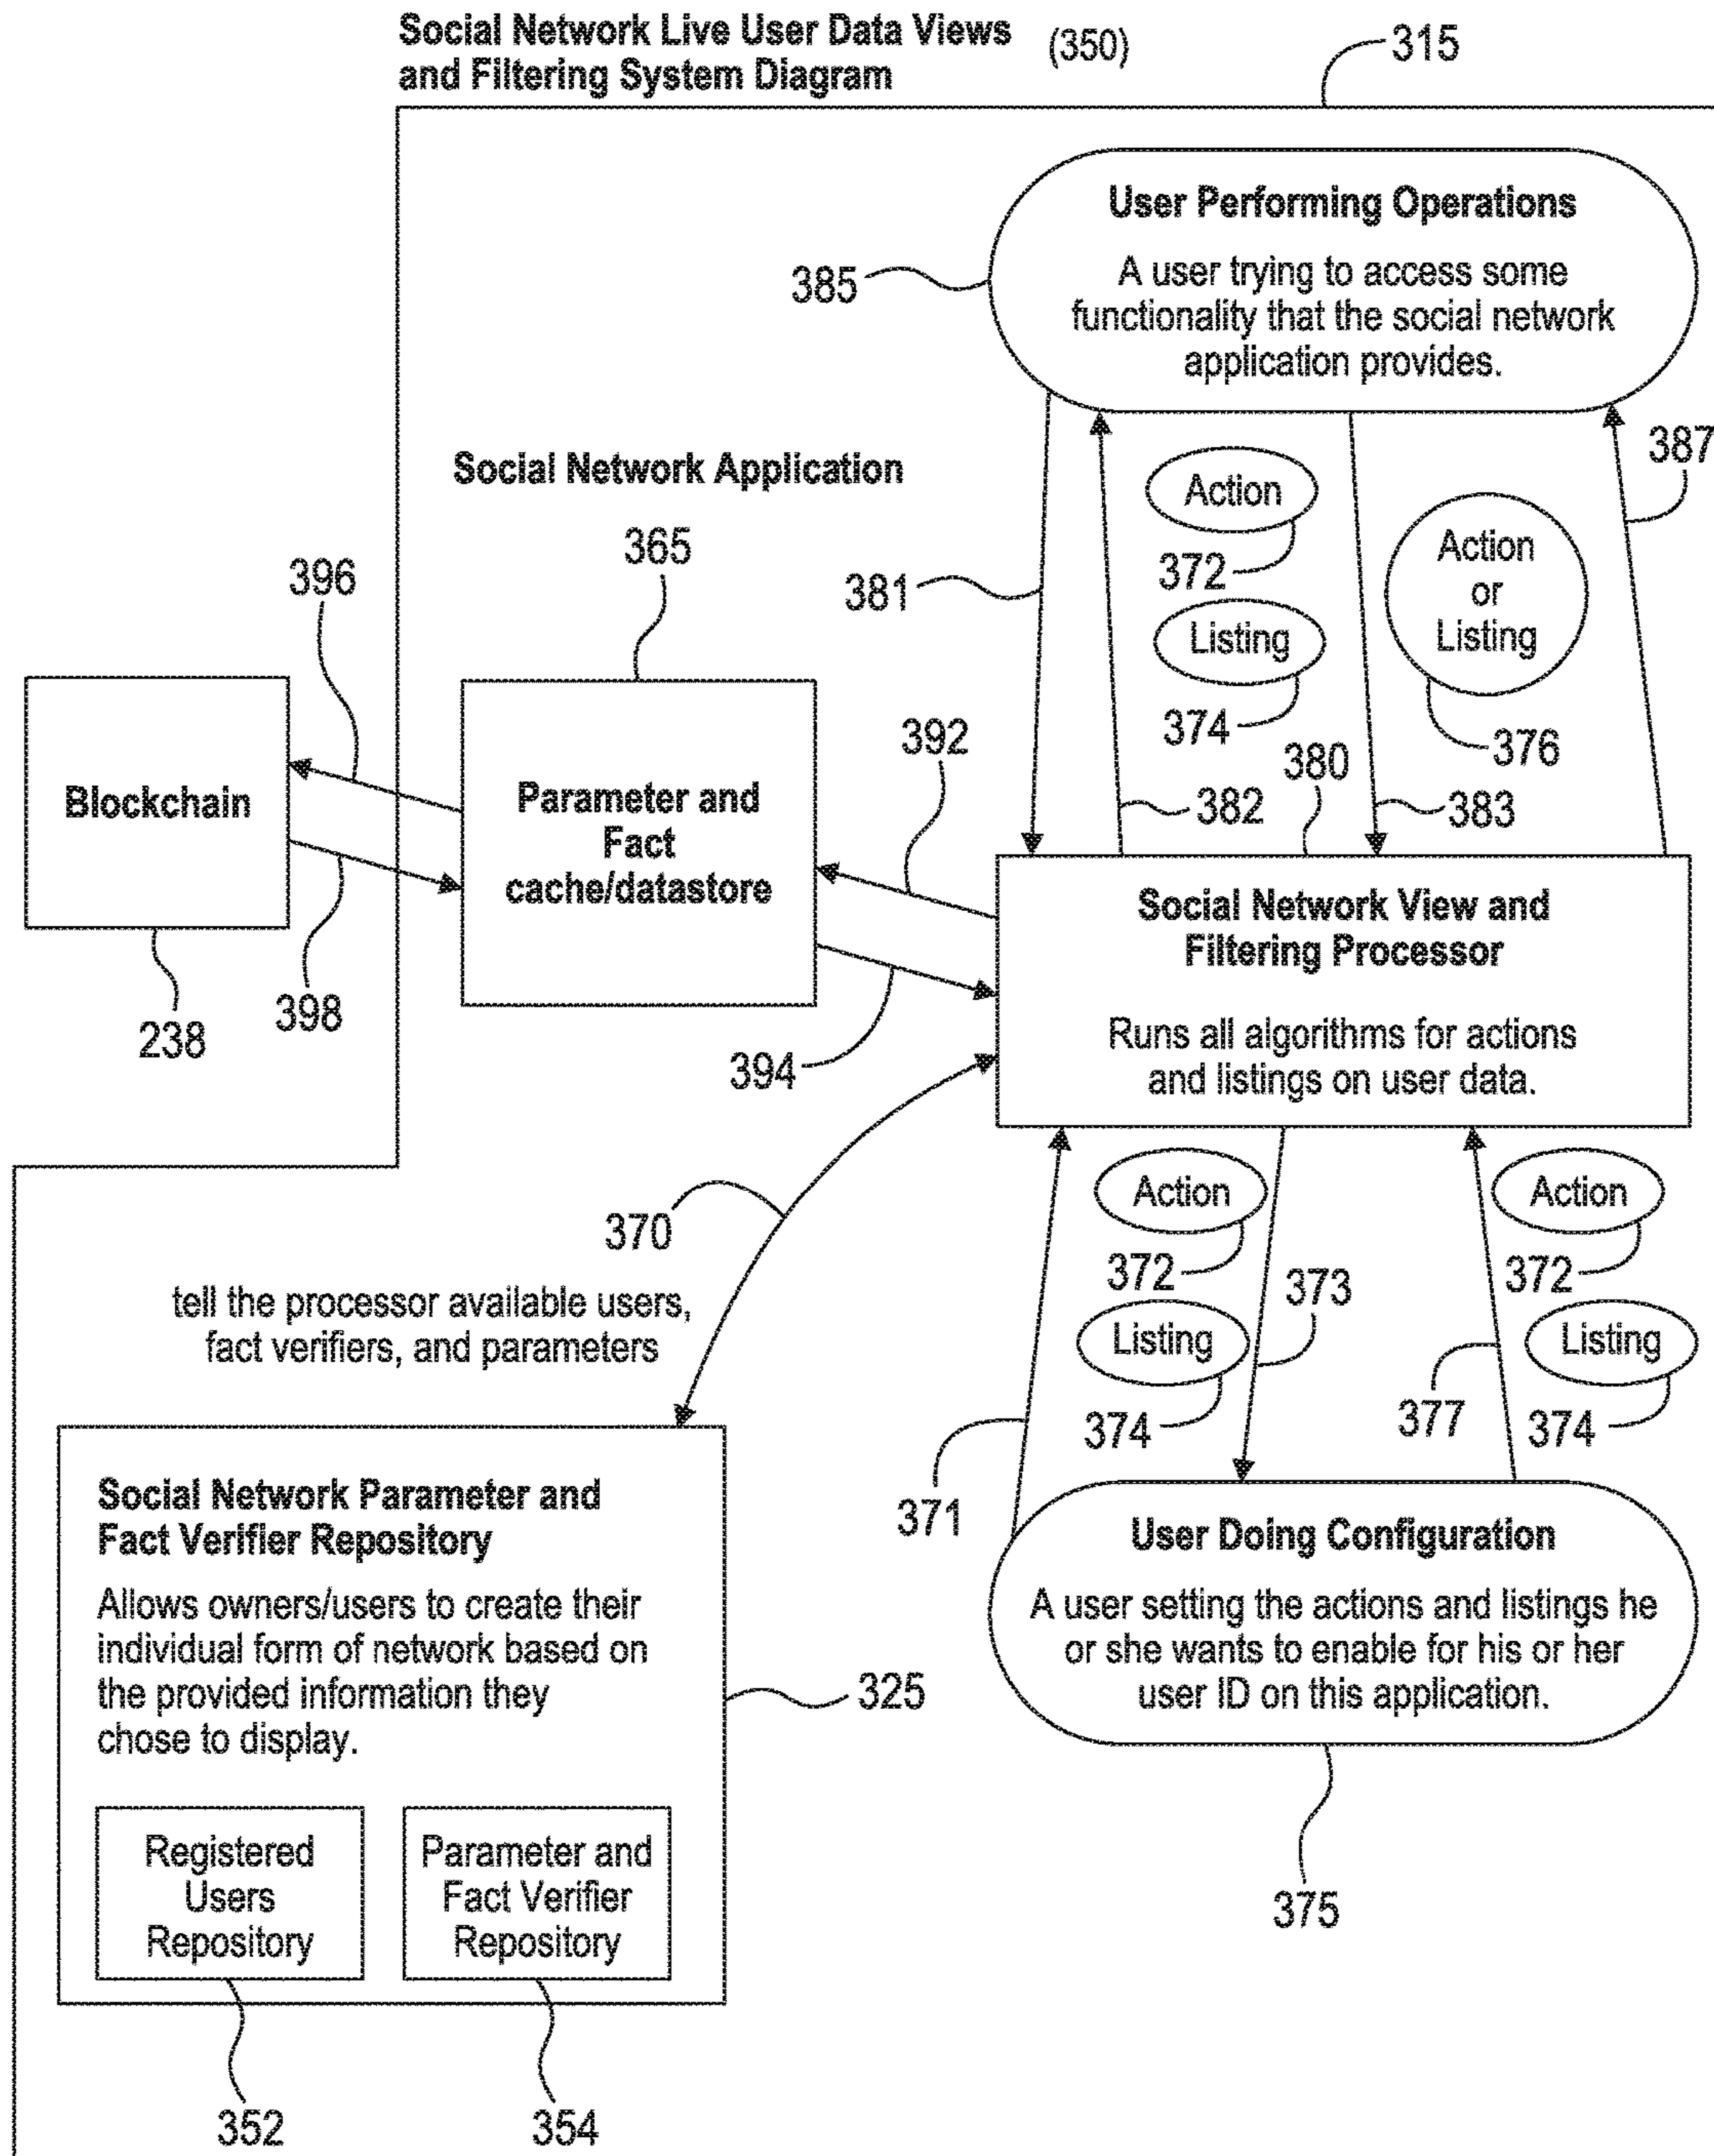 Social Network Live User Data Views
and Filtering System Diagram
(350)
315
User Performing Operations
A user trying to access some
functionality that the social network
application provides.
385
Social Network Application
365
396
381
Action
372
Listing
374
Action
or
Listing
376
387
Blockchain
238
398
Parameter and
Fact
cache/datastore
392
394
382
380
383
Social Network View and
Filtering Processor
Runs all algorithms for actions
and listings on user data.
370
tell the processor available users,
fact verifiers, and parameters
371
Action
372
Listing
374
373
377
Action
372
Listing
374
Social Network Parameter and
Fact Verifier Repository
Allows owners/users to create their
individual form of network based on
the provided information they
chose to display.
325
Registered
Users
Repository
352
Parameter and
Fact Verifier
Repository
354
User Doing Configuration
A user setting the actions and listings he
or she wants to enable for his or her
user ID on this application.
375